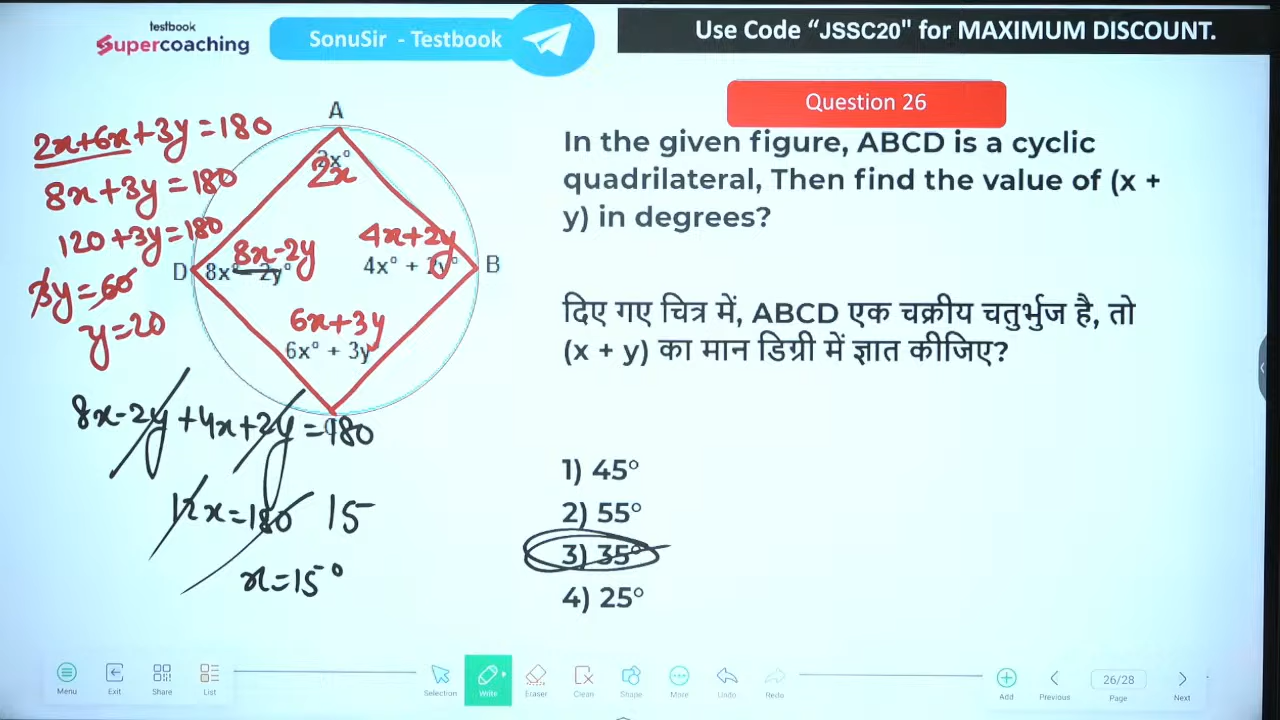 testbook
Supercoaching
SonuSir - Testbook
Use Code “JSSC20" for MAXIMUM DISCOUNT.
Question 26
In the given figure, ABCD is a cyclic
quadrilateral, Then find the value of (x +
y) in degrees?
दिए गए चित्र में, ABCD एक चक्रीय चतुर्भुज है, तो
(x + y) का मान डिग्री में ज्ञात कीजिए?
1) 45°
2) 55°
3) 35°
4) 25°
2x+6x+3y=180
8x+3y=180
120+3y=180
3y=60
y=20
A
2x°
2x
8x-2y
D 8x° - 2y°
4x+2y
4x° + 2y° B
6x+3y
6x° + 3y
8x-2y+4x+2y=180
12x=180 15
x=15°
Menu
Exit
Share
List
Selection
Write
Eraser
Clean
Shape
More
Undo
Redo
Add
Previous
26/28
Page
Next